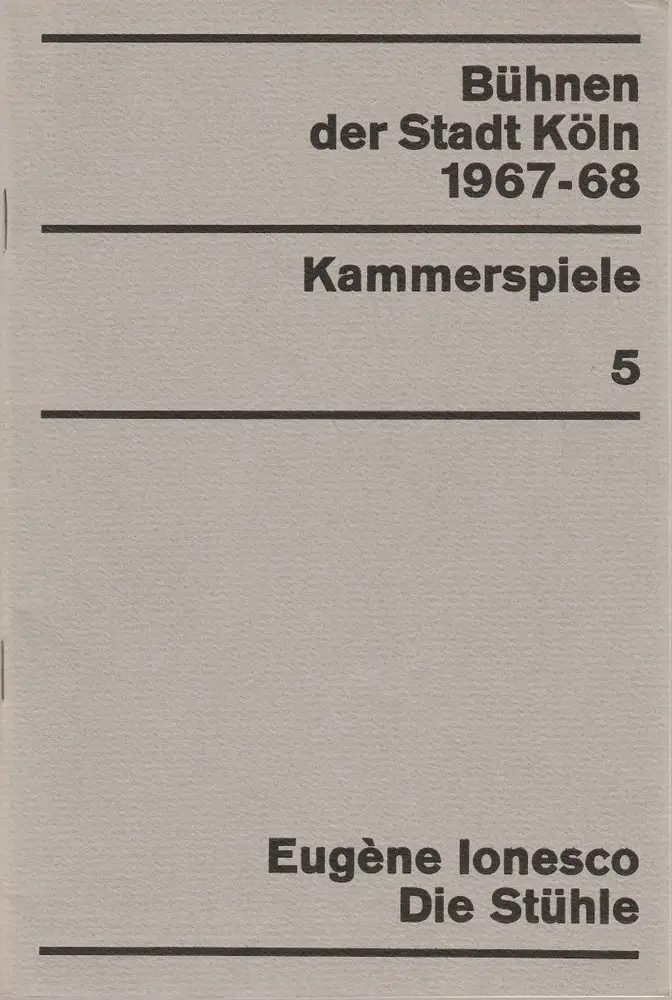 Bühnen
der Stadt Köln
1967-68
Kammerspiele
5
Eugène Ionesco
Die Stühle